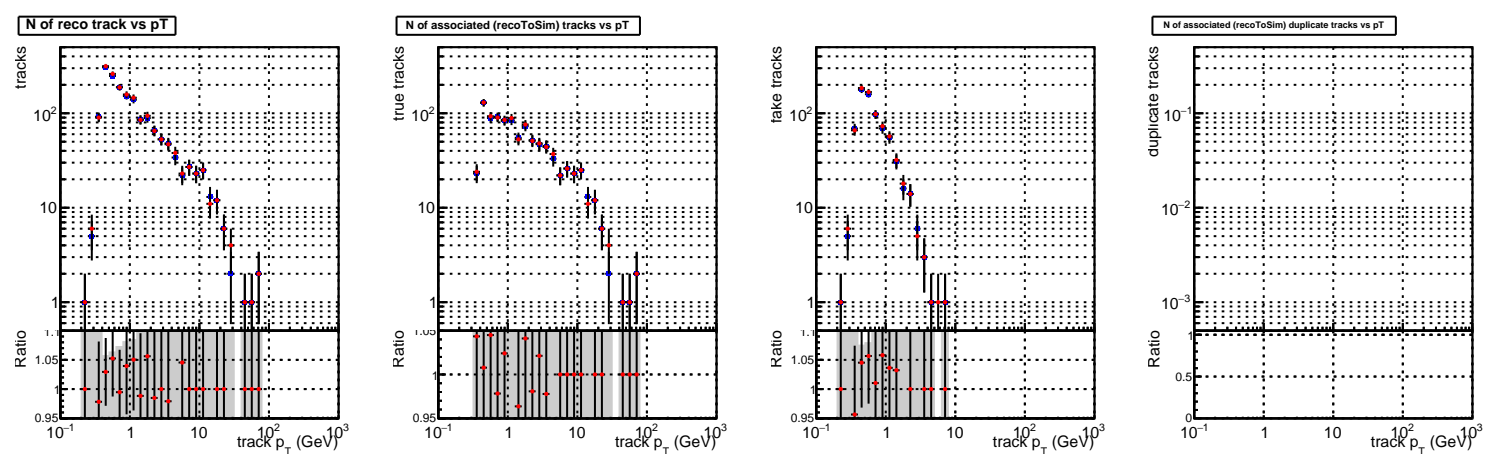 N of reco track vs pT
tracks
10²
10
1
Ratio
1.1
1.05
1
0.95
10⁻¹ 1 10 10² 10³
track p_T (GeV)
N of associated (recoToSim) tracks vs pT
true tracks
10²
10
1
Ratio
1.05
1
0.95
10⁻¹ 1 10 10² 10³
track p_T (GeV)
fake tracks
10²
10
1
Ratio
1.1
1.05
1
0.95
10⁻¹ 1 10 10² 10³
track p_T (GeV)
N of associated (recoToSim) duplicate tracks vs pT
duplicate tracks
10⁻¹
10⁻²
10⁻³
Ratio
1
0.5
0
10⁻¹ 1 10 10² 10³
track p_T (GeV)